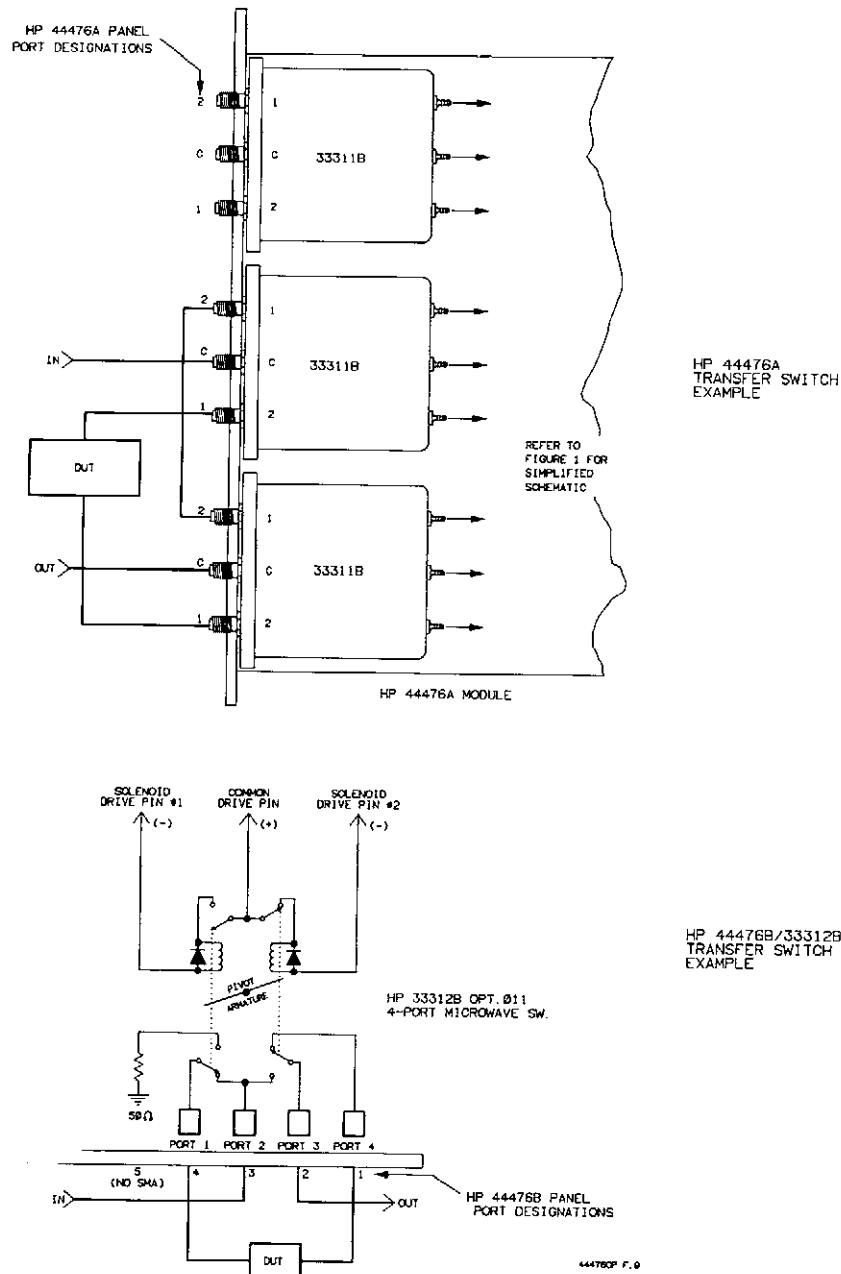 HP 44476A PANEL
PORT DESIGNATIONS
2
1
C
C
33311B
1
2
2
1
IN
C
C
33311B
1
2
DUT
2
1
OUT
C
C
33311B
1
2
REFER TO
FIGURE 1 FOR
SIMPLIFIED
SCHEMATIC
HP 44476A MODULE
HP 44476A
TRANSFER SWITCH
EXAMPLE
SOLENOID
DRIVE PIN #1
(-)
COMMON
DRIVE PIN
(+)
SOLENOID
DRIVE PIN #2
(-)
PIVOT
ARMATURE
HP 33312B OPT.Ø11
4-PORT MICROWAVE SW.
HP 44476B/33312B
TRANSFER SWITCH
EXAMPLE
5ØΩ
PORT 1 PORT 2 PORT 3 PORT 4
5
(NO SMA)
4
3
2
1
IN
OUT
HP 44476B PANEL
PORT DESIGNATIONS
DUT